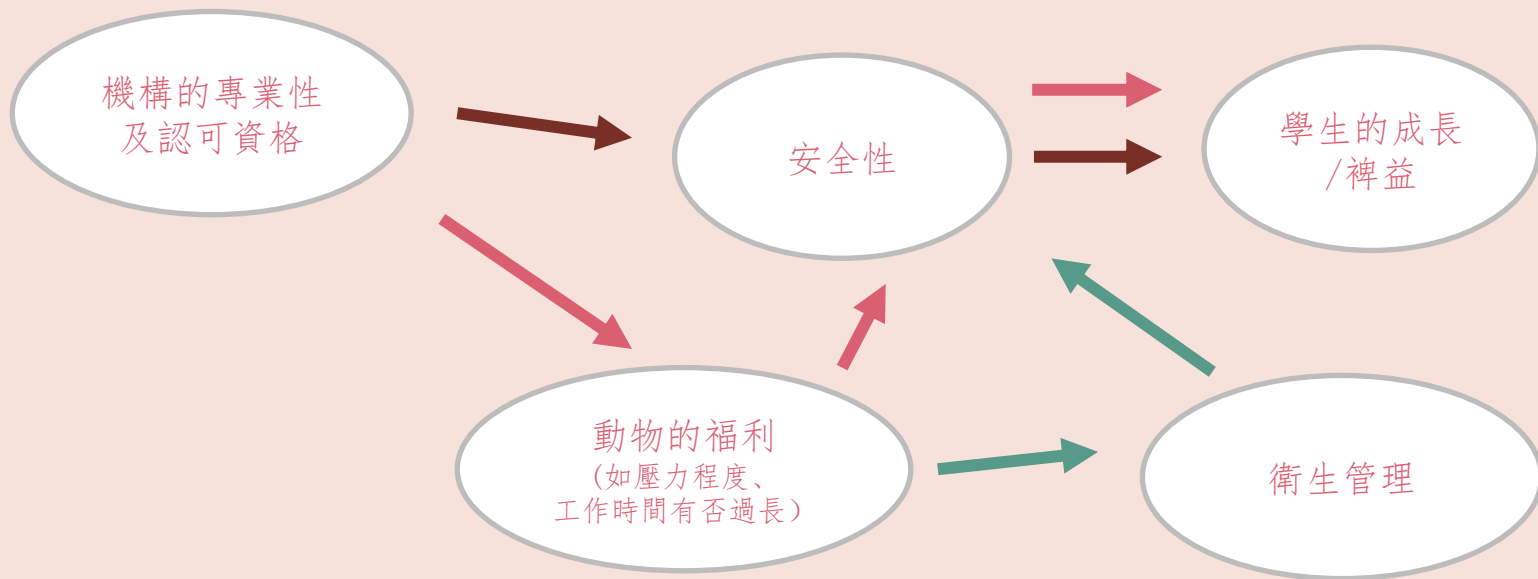 機構的專業性
及認可資格
安全性
學生的成長
/裨益
動物的福利
(如壓力程度、
工作時間有否過長)
衛生管理